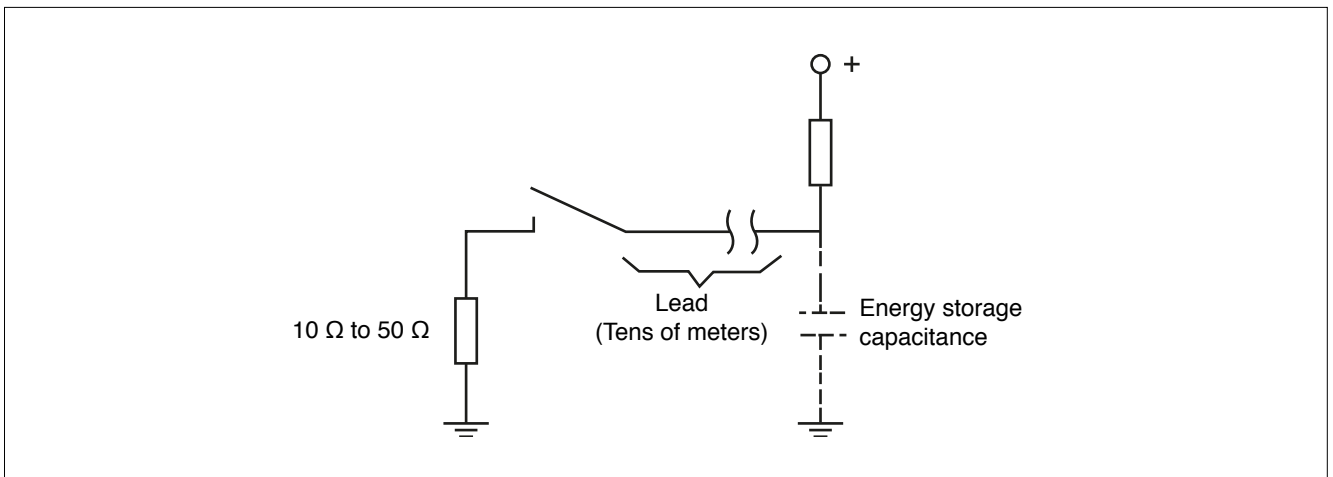 +
Lead
(Tens of meters)
Energy storage
capacitance
10 Ω to 50 Ω